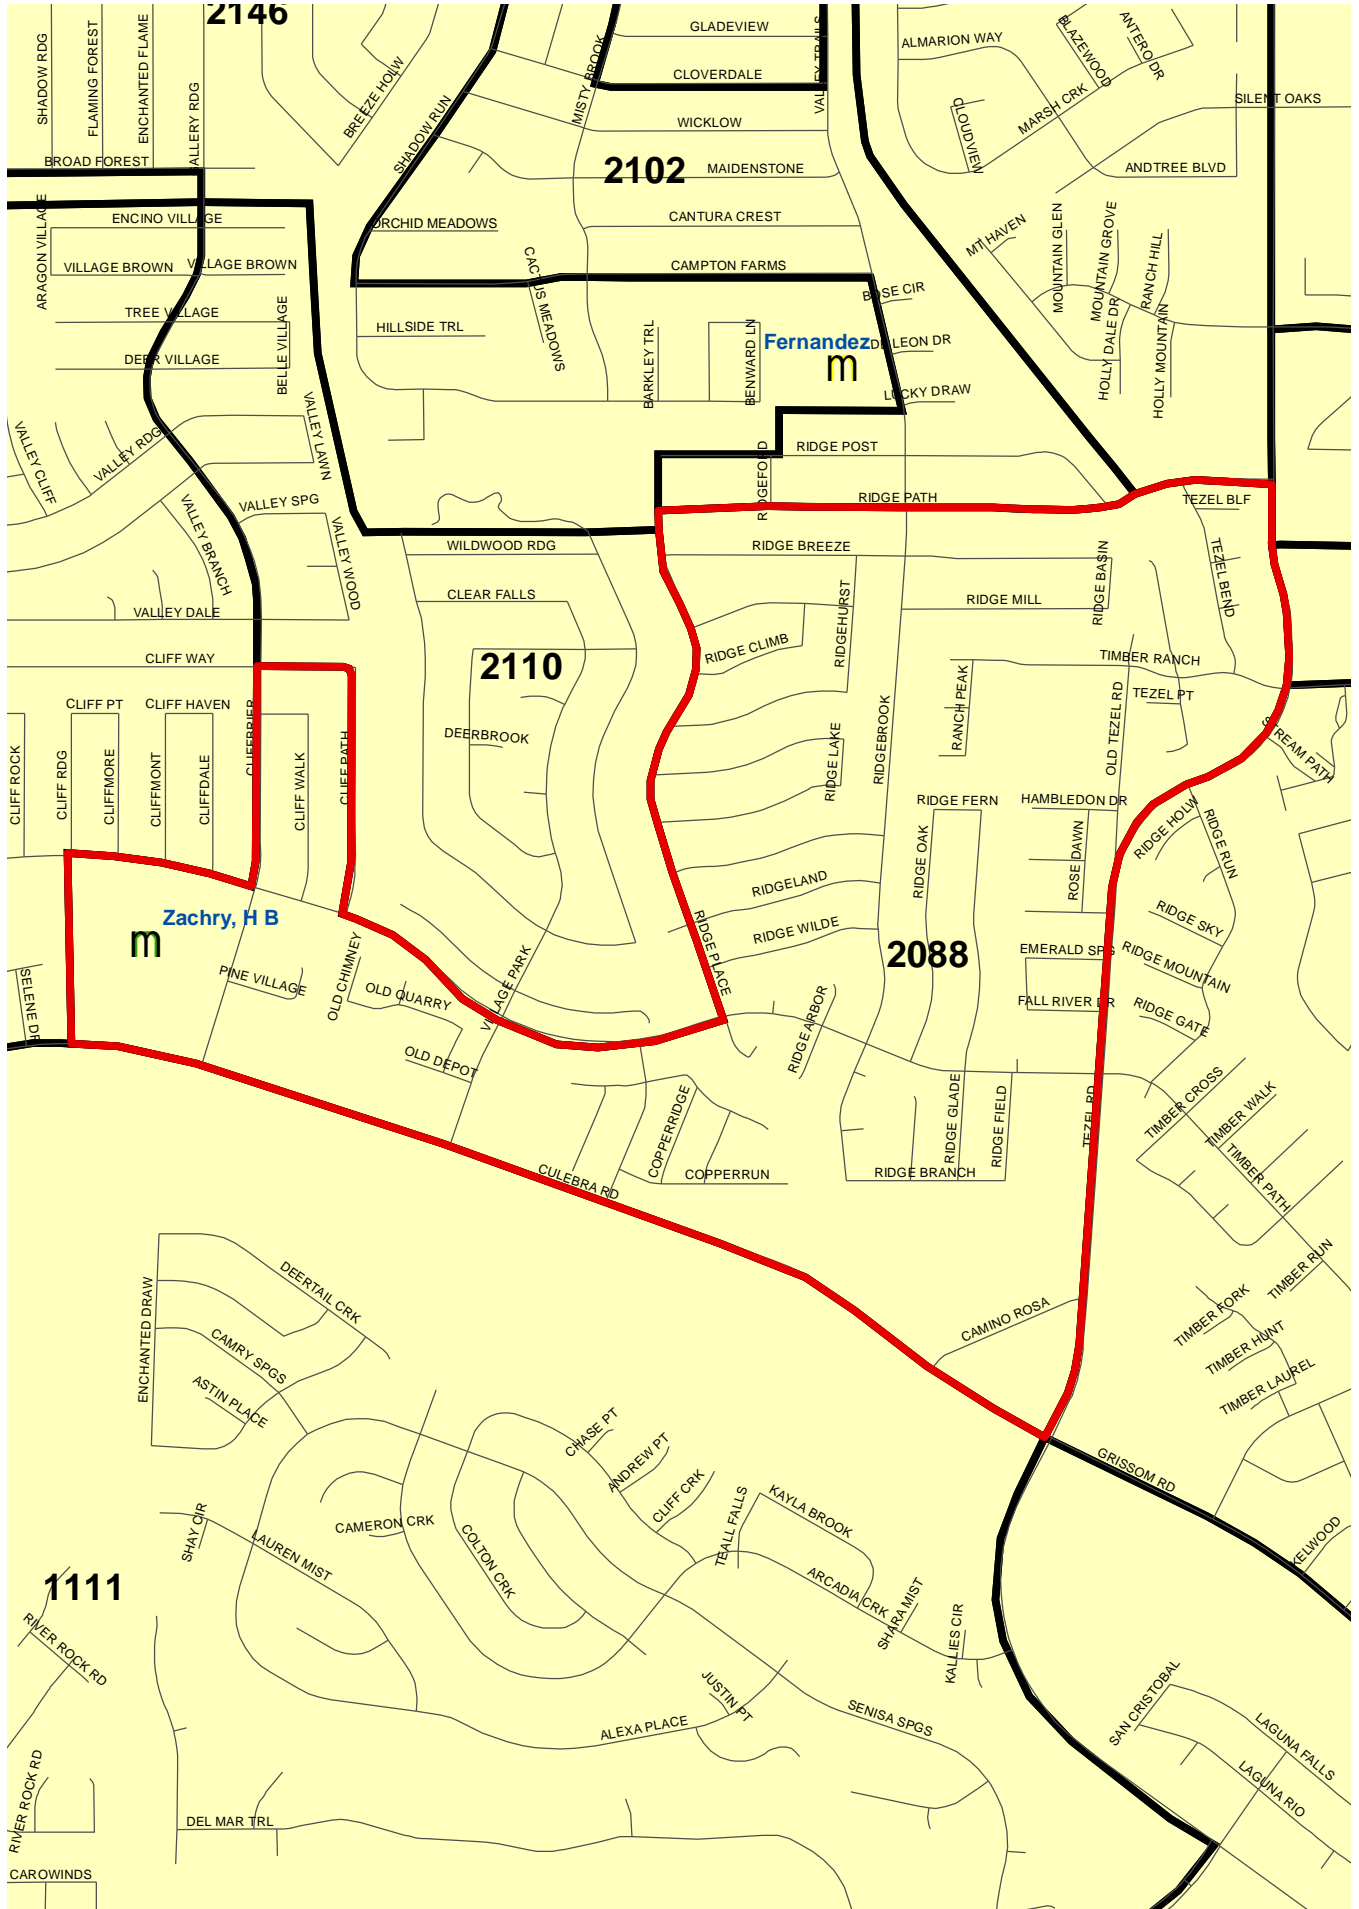 2146
GLADEVIEW
CLOVERDALE
VALLEY TRAILS
MISTY BROOK
WICKLOW
2102
MAIDENSTONE
CANTURA CREST
CAMPTON FARMS
ALMARION WAY
BLAZEWOOD
ANTERO DR
MARSH CRK
CLOUDVIEW
SILENT OAKS
ANDTREE BLVD
SHADOW RDG
FLAMING FOREST
ENCHANTED FLAME
BROAD FOREST
BREEZE HOLW
SHADOW RUN
ARAGON VILLAGE
ENCINO VILLAGE
VILLAGE BROWN
VILLAGE BROWN
TREE VILLAGE
DEER VILLAGE
BELLE VILLAGE
ORCHID MEADOWS
CACTUS MEADOWS
HILLSIDE TRL
BARKLEY TRL
BENWARD LN
Fernandez
m
BOSE CIR
DE LEON DR
LUCKY DRAW
MT HAVEN
MOUNTAIN GLEN
MOUNTAIN GROVE
RANCH HILL
HOLLY DALE DR
HOLLY MOUNTAIN
VALLEY CLIFF
VALLEY RDG
VALLEY LAWN
VALLEY SPG
VALLEY BRANCH
VALLEY WOOD
VALLEY DALE
RIDGEFORD
RIDGE POST
RIDGE PATH
TEZEL BLF
TEZEL BEND
WILDWOOD RDG
CLEAR FALLS
RIDGE BREEZE
RIDGE BASIN
RIDGE MILL
RIDGEHURST
RIDGE CLIMB
2110
CLIFF WAY
CLIFF PT
CLIFF HAVEN
CLIFFBRIER
CLIFF ROCK
CLIFF RDG
CLIFFMORE
CLIFFMONT
CLIFFDALE
CLIFF WALK
CLIFF PATH
DEERBROOK
RIDGE LAKE
RIDGEBROOK
RANCH PEAK
TIMBER RANCH
TEZEL PT
OLD TEZEL RD
STREAM PATH
RIDGE FERN
HAMBLEDON DR
RIDGE HOLW
RIDGE RUN
RIDGE OAK
ROSE DAWN
RIDGELAND
RIDGE WILDE
RIDGE PLACE
2088
EMERALD SPG
FALL RIVER DR
RIDGE SKY
RIDGE MOUNTAIN
RIDGE GATE
Zachry, H B
m
SELENE DR
PINE VILLAGE
OLD CHIMNEY
OLD QUARRY
VILLAGE PARK
OLD DEPOT
RIDGE ARBOR
COPPERRIDGE
COPPERRUN
RIDGE GLADE
RIDGE FIELD
RIDGE BRANCH
TEZEL RD
TIMBER CROSS
TIMBER WALK
TIMBER PATH
CULEBRA RD
TIMBER RUN
TIMBER FORK
TIMBER HUNT
TIMBER LAUREL
CAMINO ROSA
ENCHANTED DRAW
DEERTAIL CRK
CAMRY SPGS
ASTIN PLACE
CHASE PT
ANDREW PT
CLIFF CRK
GRISSOM RD
KELWOOD
SHAY CIR
LAUREN MIST
CAMERON CRK
COLTON CRK
TEALL FALLS
KAYLA BROOK
ARCADIA CRK
SHARA MIST
KALLIES CIR
1111
RIVER ROCK RD
RIVER ROCK RD
JUSTIN PT
ALEXA PLACE
SENISA SPGS
SAN CRISTOBAL
LAGUNA FALLS
LAGUNA RIO
DEL MAR TRL
CAROWINDS